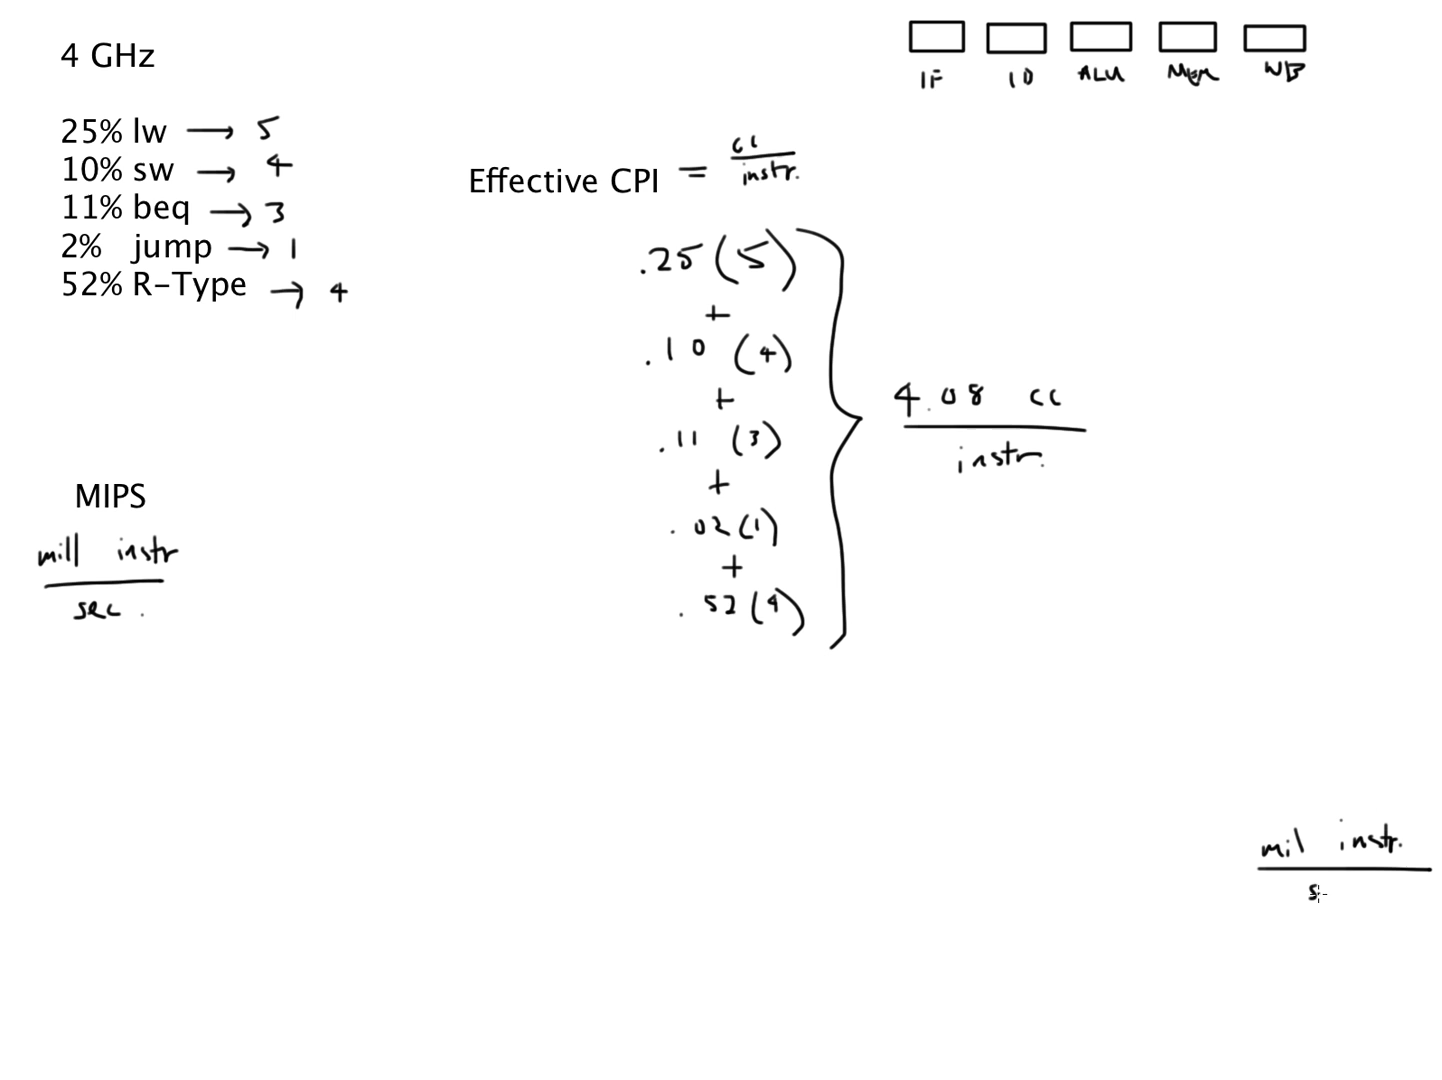 4 GHz
25% lw → 5
10% sw → 4
11% beq → 3
2% jump → 1
52% R-Type → 4
IF ID ALU MEM WB
Effective CPI = cc
instr.
.25 (5)
+
.10 (4)
+
.11 (3)
+
.02 (1)
+
.52 (4)
4.08 cc
instr.
MIPS
mill instr
sec.
mil instr.
s